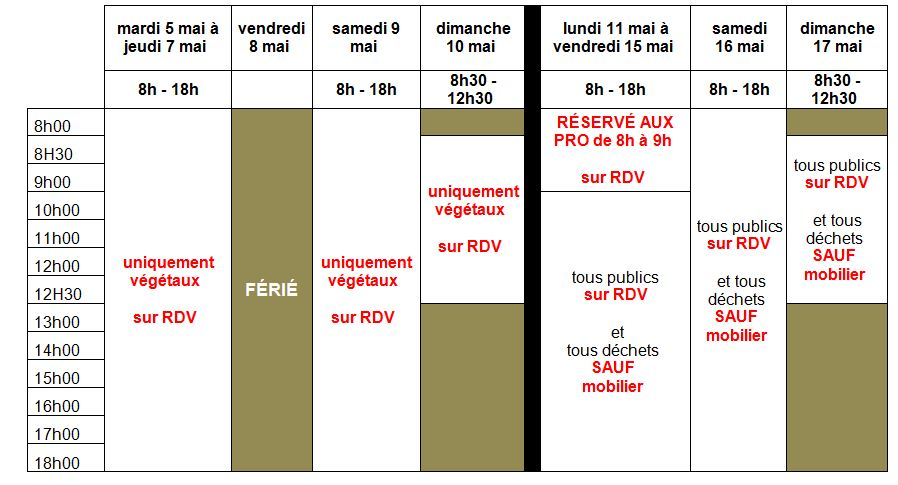 mardi 5 mai à
jeudi 7 mai
vendredi
8 mai
samedi 9
mai
dimanche
10 mai
lundi 11 mai à
vendredi 15 mai
samedi
16 mai
dimanche
17 mai
8h - 18h
8h - 18h
8h30 -
12h30
8h - 18h
8h - 18h
8h30 -
12h30
8h00
8H30
9h00
10h00
11h00
12h00
12H30
13h00
14h00
15h00
16h00
17h00
18h00
uniquement
végétaux
sur RDV
FÉRIÉ
uniquement
végétaux
sur RDV
uniquement
végétaux
sur RDV
RÉSERVÉ AUX
PRO de 8h à 9h
sur RDV
tous publics
sur RDV
et
tous déchets
SAUF
mobilier
tous publics
sur RDV
et tous
déchets
SAUF
mobilier
tous publics
sur RDV
et tous
déchets
SAUF
mobilier